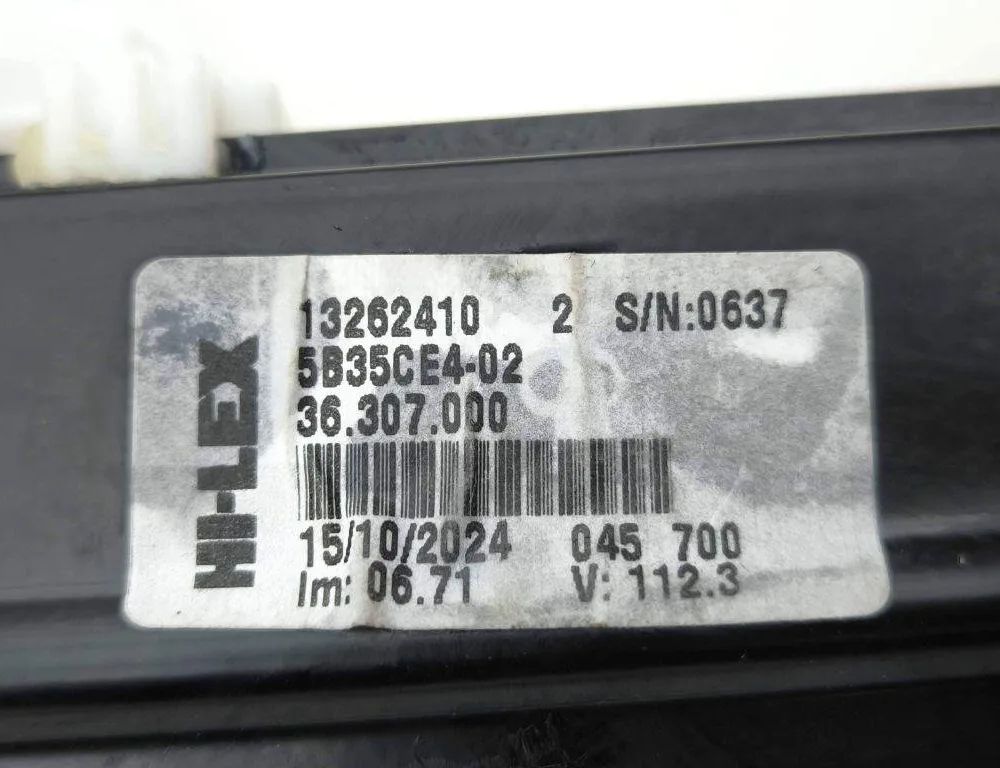 HI-LEX
13262410 2 S/N:0637
5B35CE4-02
36.307.000
15/10/2024 045 700
Im: 06.71 V: 112.3